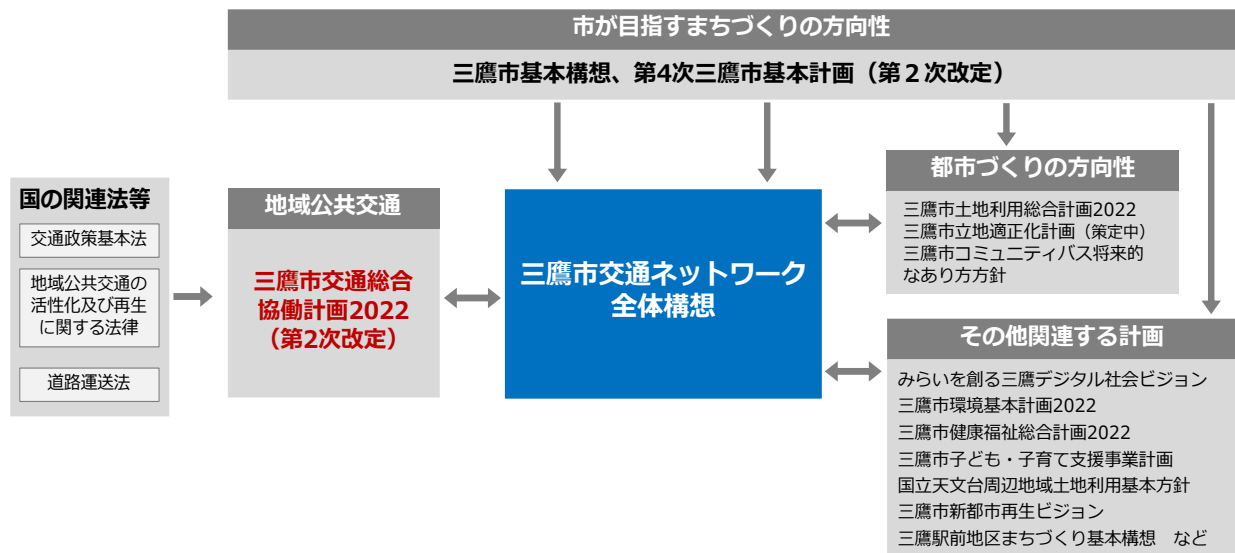 市が目指すまちづくりの方向性
三鷹市基本構想、第4次三鷹市基本計画（第２次改定）
国の関連法等
交通政策基本法
地域公共交通の
活性化及び再生
に関する法律
道路運送法
地域公共交通
三鷹市交通総合
協働計画2022
（第2次改定）
三鷹市交通ネットワーク
全体構想
都市づくりの方向性
三鷹市土地利用総合計画2022
三鷹市立地適正化計画（策定中）
三鷹市コミュニティバス将来的
なあり方方針
その他関連する計画
みらいを創る三鷹デジタル社会ビジョン
三鷹市環境基本計画2022
三鷹市健康福祉総合計画2022
三鷹市子ども・子育て支援事業計画
国立天文台周辺地域土地利用基本方針
三鷹市新都市再生ビジョン
三鷹駅前地区まちづくり基本構想　など